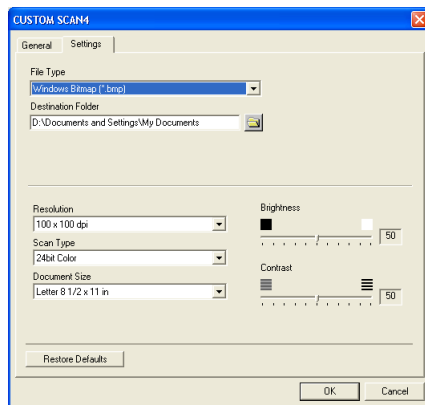 CUSTOM SCAN4
General Settings
File Type
Windows Bitmap (*.bmp)
Destination Folder
D:\Documents and Settings\My Documents
Resolution
100 x 100 dpi
Scan Type
24bit Color
Document Size
Letter 8 1/2 x 11 in
Brightness
50
Contrast
50
Restore Defaults
OK Cancel